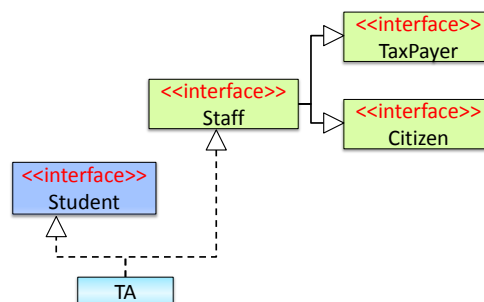 <<interface>>
TaxPayer
<<interface>>
Staff
<<interface>>
Citizen
<<interface>>
Student
TA